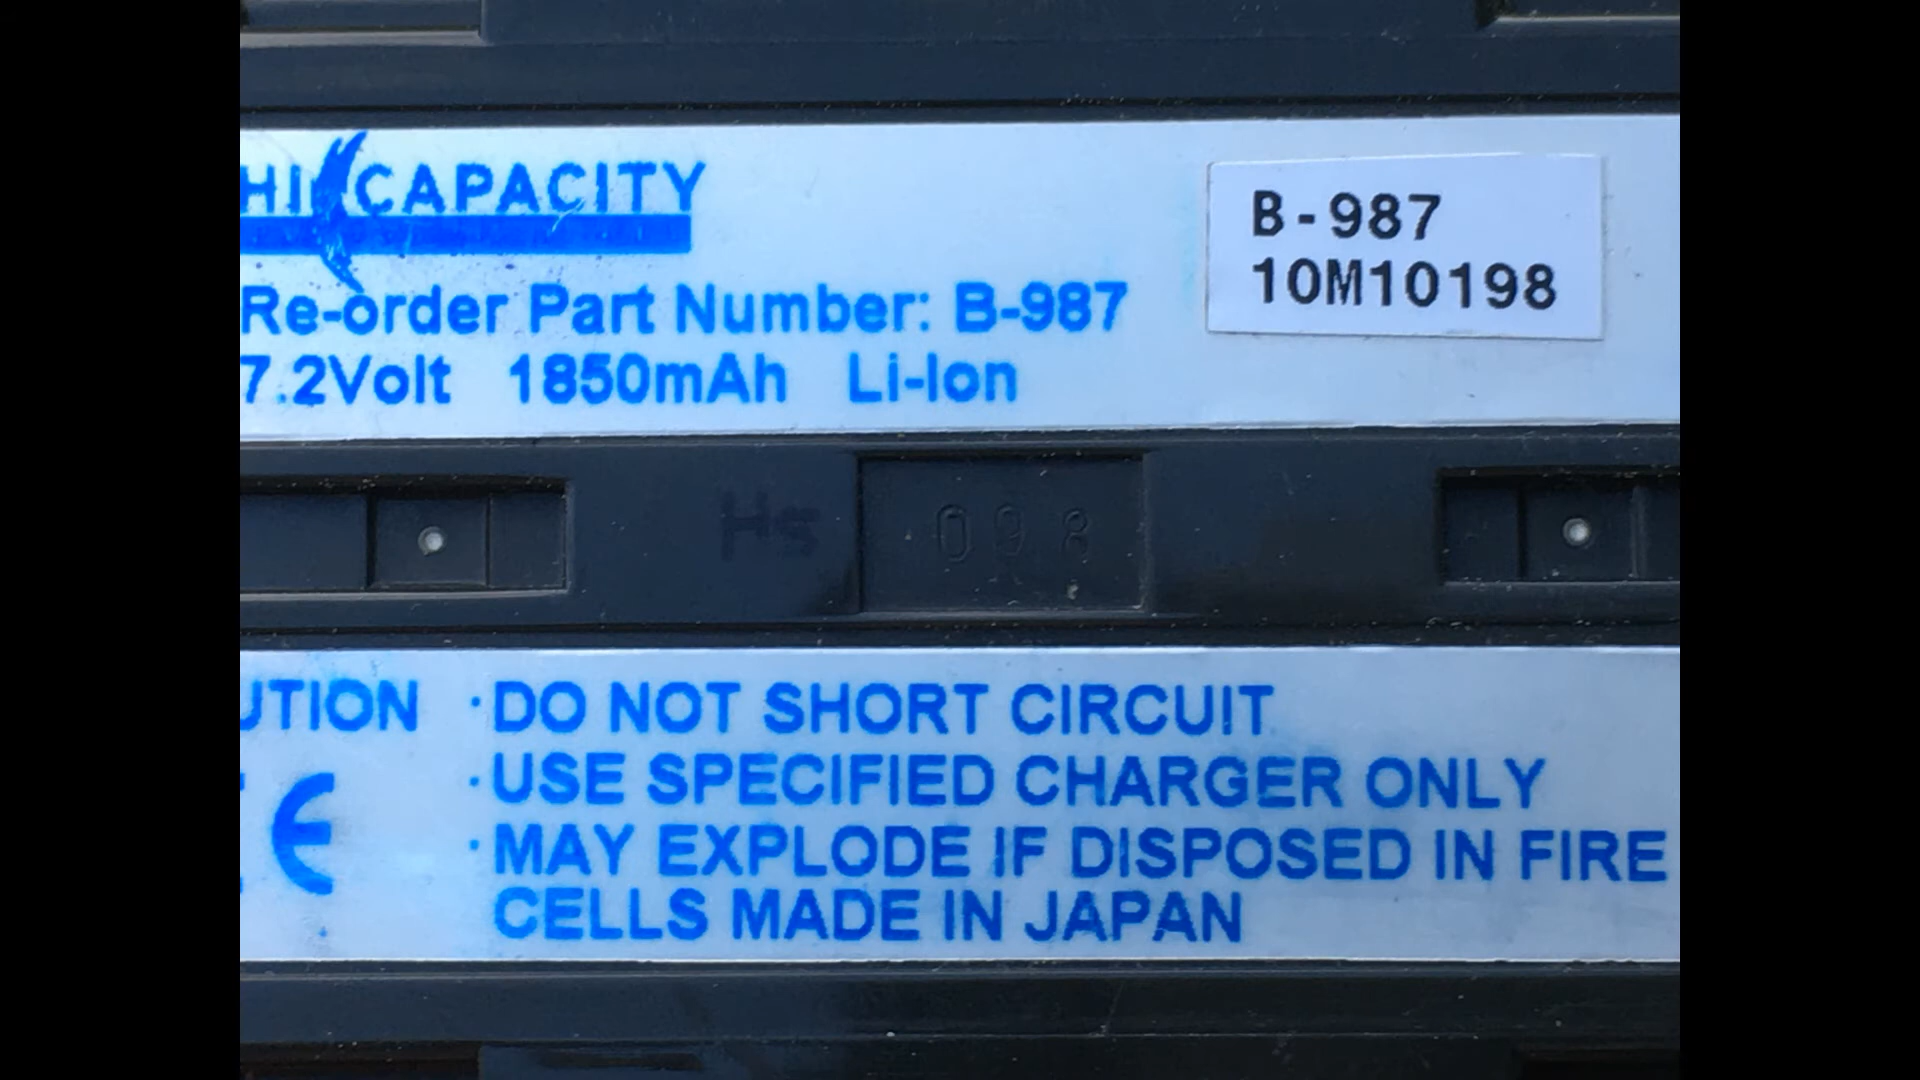 HI CAPACITY
Re-order Part Number: B-987
7.2Volt 1850mAh Li-Ion
B-987
10M10198
Hs
098
UTION
·DO NOT SHORT CIRCUIT
·USE SPECIFIED CHARGER ONLY
·MAY EXPLODE IF DISPOSED IN FIRE
CELLS MADE IN JAPAN
CE